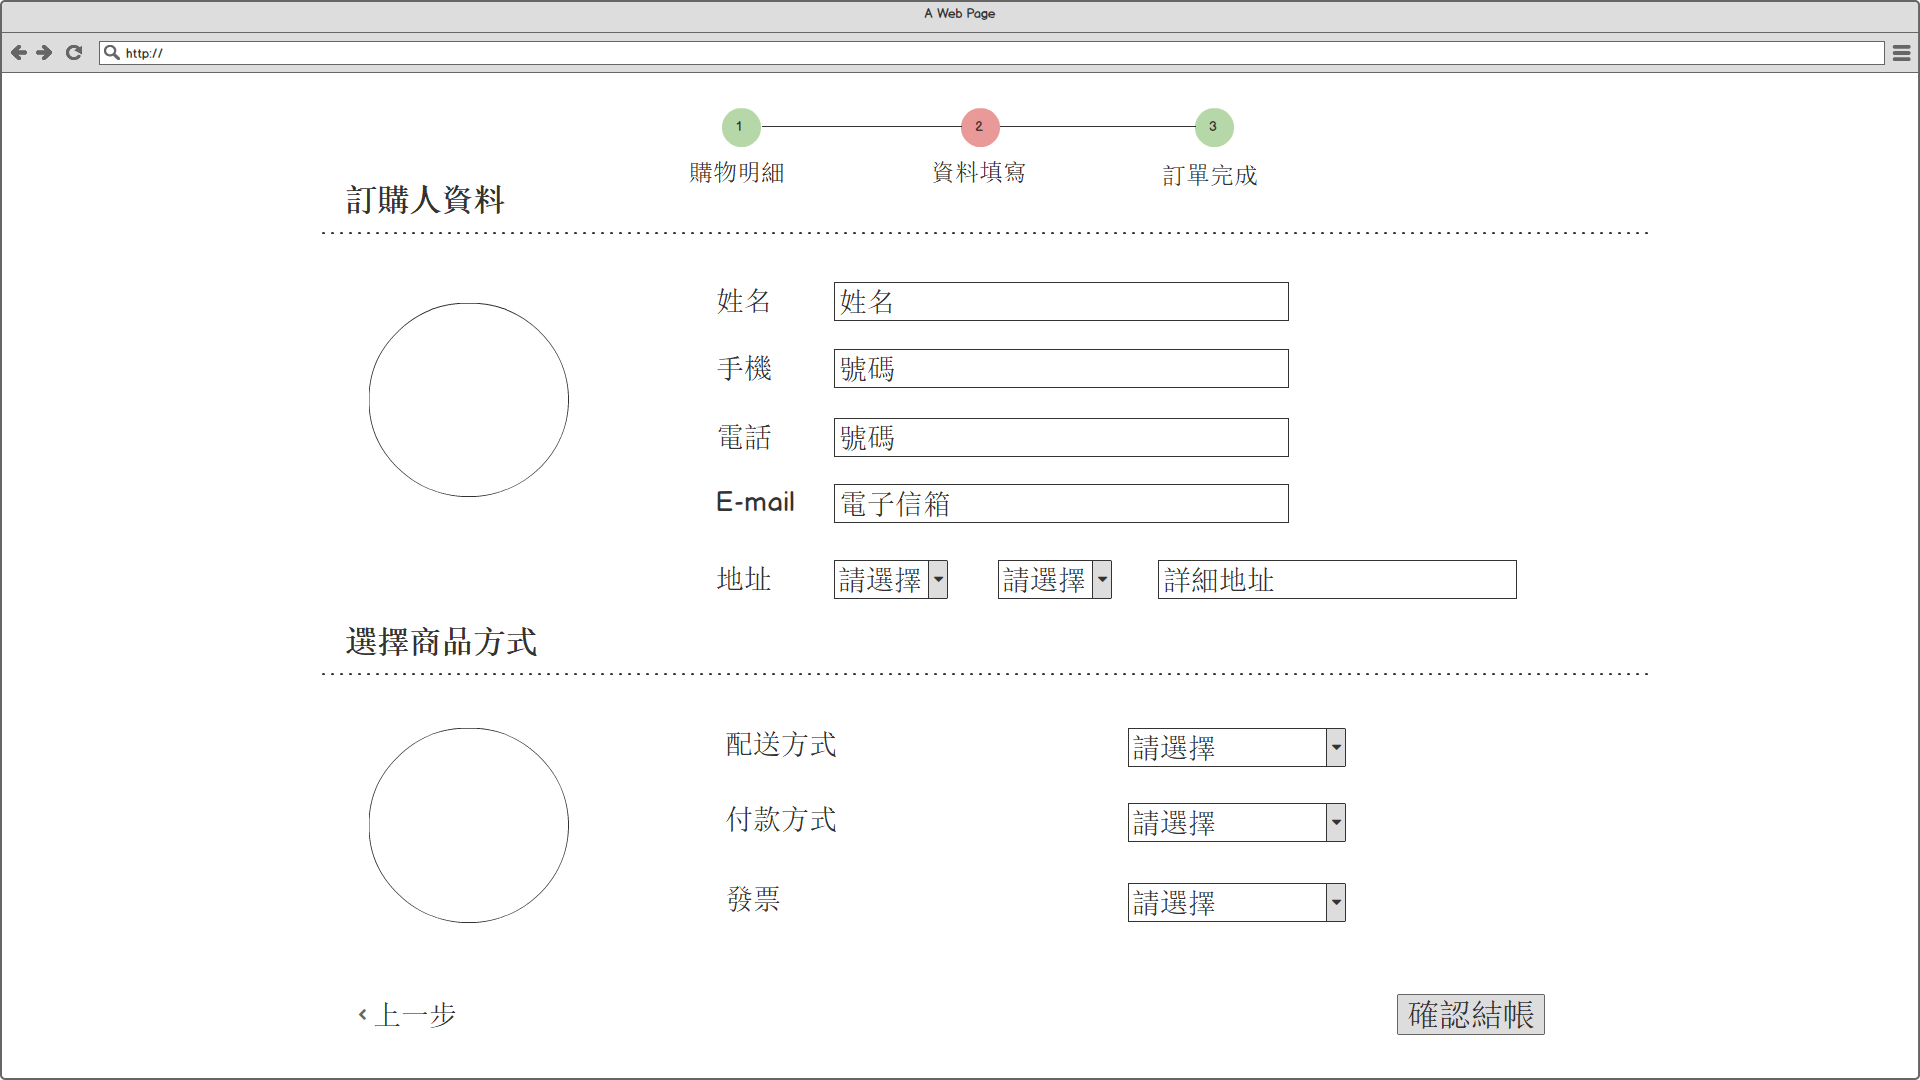 A Web Page
http://
1 2 3
購物明細 資料填寫 訂單完成
訂購人資料
姓名 姓名
手機 號碼
電話 號碼
E-mail 電子信箱
地址 請選擇 請選擇 詳細地址
選擇商品方式
配送方式 請選擇
付款方式 請選擇
發票 請選擇
上一步 確認結帳